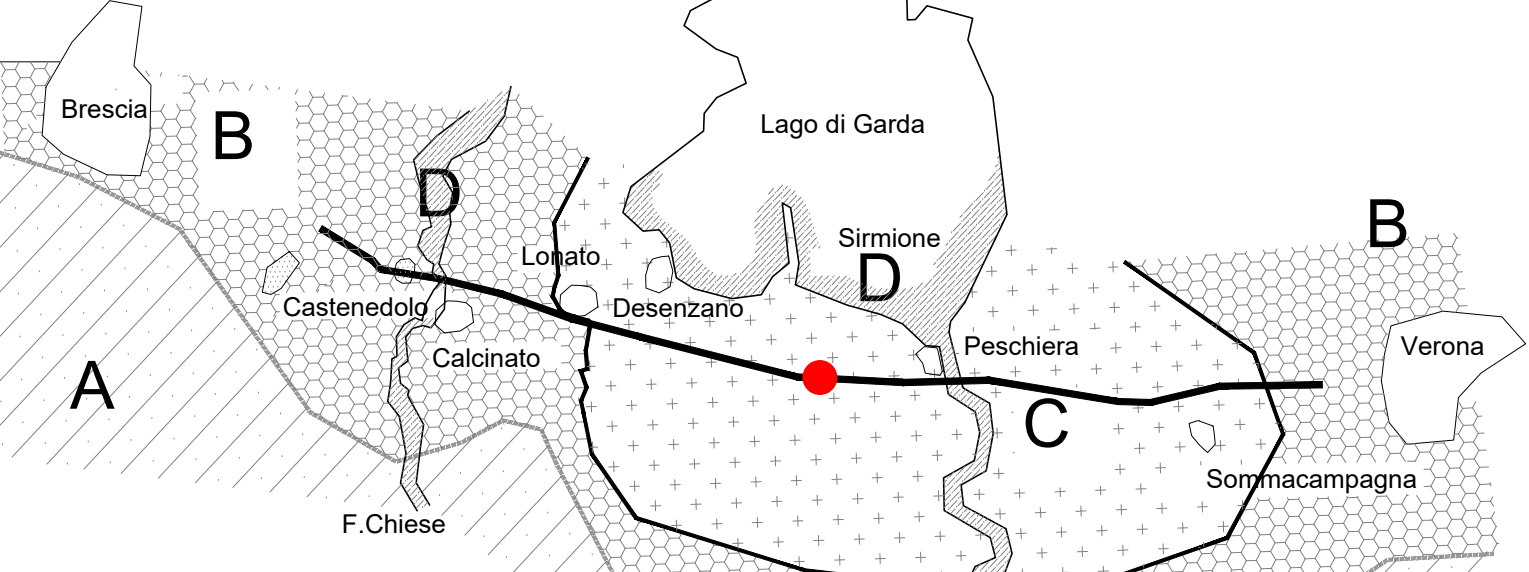 Brescia
B
Lago di Garda
D
B
Sirmione
Lonato
D
Castenedolo
Desenzano
Calcinato
Peschiera
Verona
A
C
Sommacampagna
F.Chiese